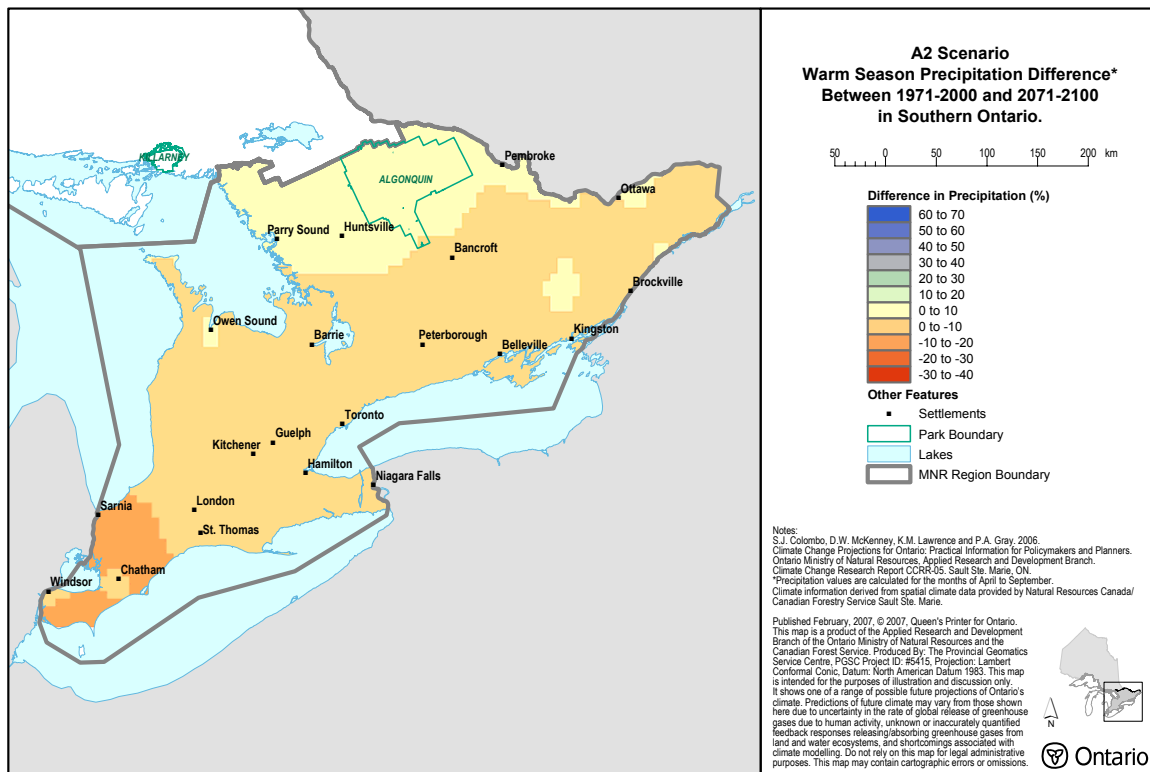 KILLARNEY
ALGONQUIN
Pembroke
Ottawa
Parry Sound
Huntsville
Bancroft
Brockville
Owen Sound
Barrie
Peterborough
Belleville
Kingston
Toronto
Guelph
Kitchener
Hamilton
Niagara Falls
London
Sarnia
St. Thomas
Chatham
Windsor
A2 Scenario
Warm Season Precipitation Difference*
Between 1971-2000 and 2071-2100
in Southern Ontario.
50 0 50 100 150 200 km
Difference in Precipitation (%)
60 to 70
50 to 60
40 to 50
30 to 40
20 to 30
10 to 20
0 to 10
0 to -10
-10 to -20
-20 to -30
-30 to -40
Other Features
Settlements
Park Boundary
Lakes
MNR Region Boundary
Notes:
S.J. Colombo, D.W. McKenney, K.M. Lawrence and P.A. Gray. 2006.
Climate Change Projections for Ontario: Practical Information for Policymakers and Planners.
Ontario Ministry of Natural Resources, Applied Research and Development Branch.
Climate Change Research Report CCRR-05. Sault Ste. Marie, ON.
*Precipitation values are calculated for the months of April to September.
Climate information derived from spatial climate data provided by Natural Resources Canada/
Canadian Forestry Service Sault Ste. Marie.
Published February, 2007, © 2007, Queen's Printer for Ontario.
This map is a product of the Applied Research and Development
Branch of the Ontario Ministry of Natural Resources and the
Canadian Forest Service. Produced By: The Provincial Geomatics
Service Centre, PGSC Project ID: #5415, Projection: Lambert
Conformal Conic, Datum: North American Datum 1983. This map
is intended for the purposes of illustration and discussion only.
It shows one of a range of possible future projections of Ontario's
climate. Predictions of future climate may vary from those shown
here due to uncertainty in the rate of global release of greenhouse
gases due to human activity, unknown or inaccurately quantified
feedback responses releasing/absorbing greenhouse gases from
land and water ecosystems, and shortcomings associated with
climate modelling. Do not rely on this map for legal administrative
purposes. This map may contain cartographic errors or omissions.
N
Ontario